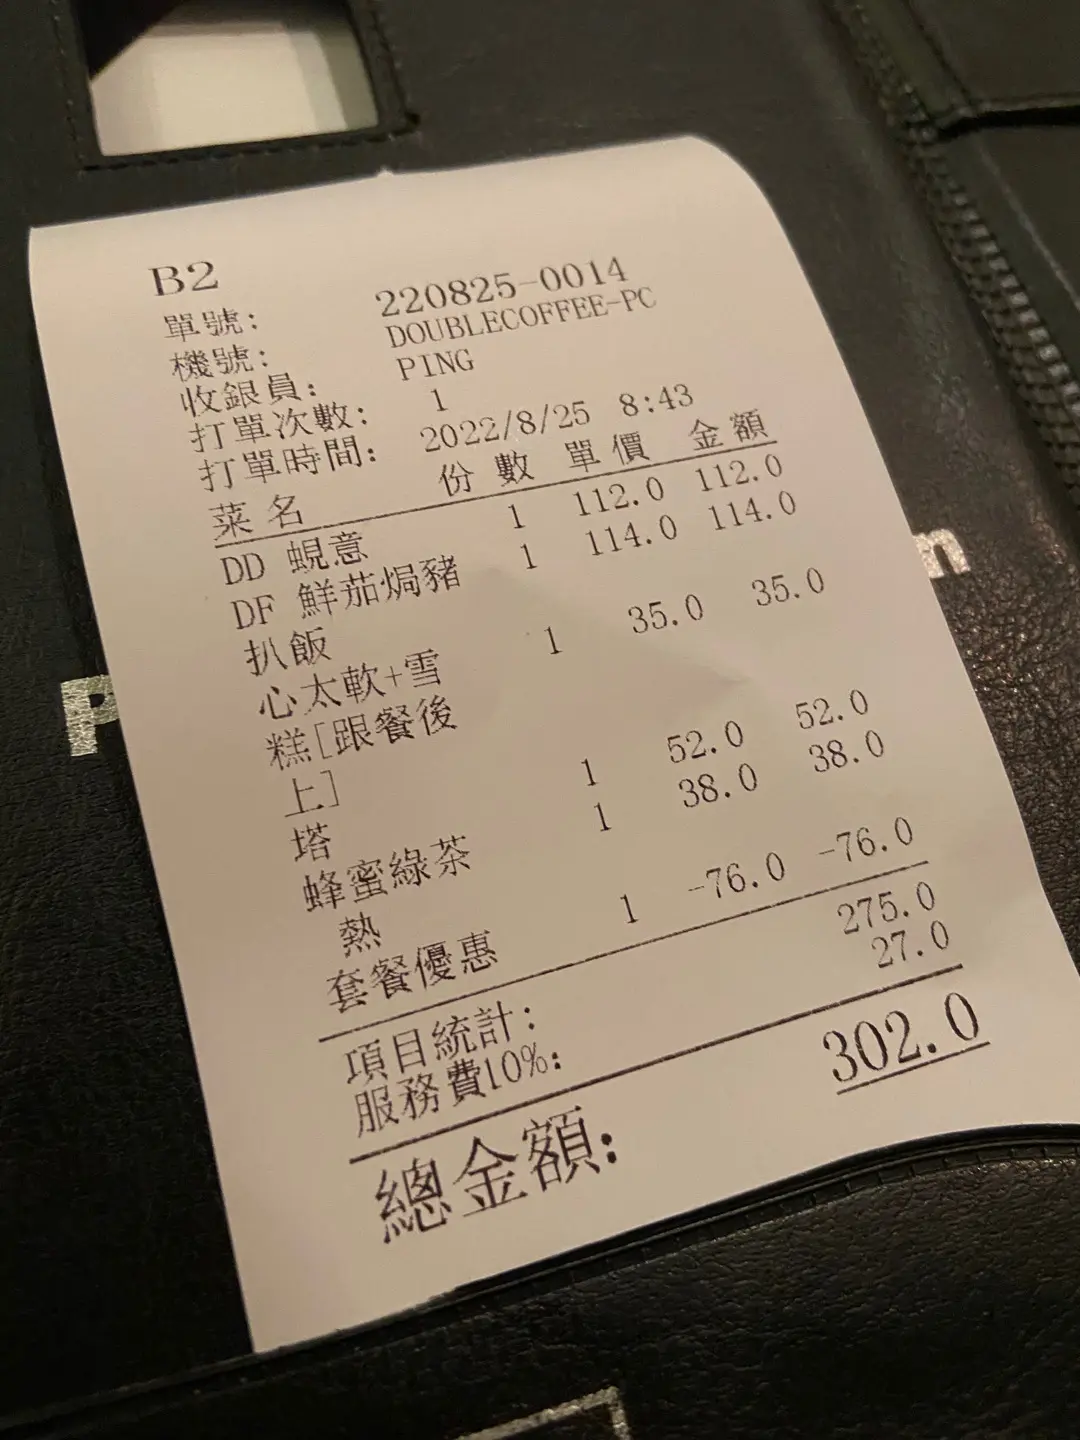 B2
單號: 220825-0014
機號: DOUBLECOFFEE-PC
收銀員: PING
打單次數: 1
打單時間: 2022/8/25 8:43
菜名 份數 單價 金額
DD 蜆意 1 112.0 112.0
DF 鮮茄焗豬 1 114.0 114.0
扒飯
心太軟+雪 1 35.0 35.0
糕[跟餐後
上]
塔 1 52.0 52.0
蜂蜜綠茶 1 38.0 38.0
熱
套餐優惠 1 -76.0 -76.0
項目統計: 275.0
服務費10%: 27.0
總金額: 302.0